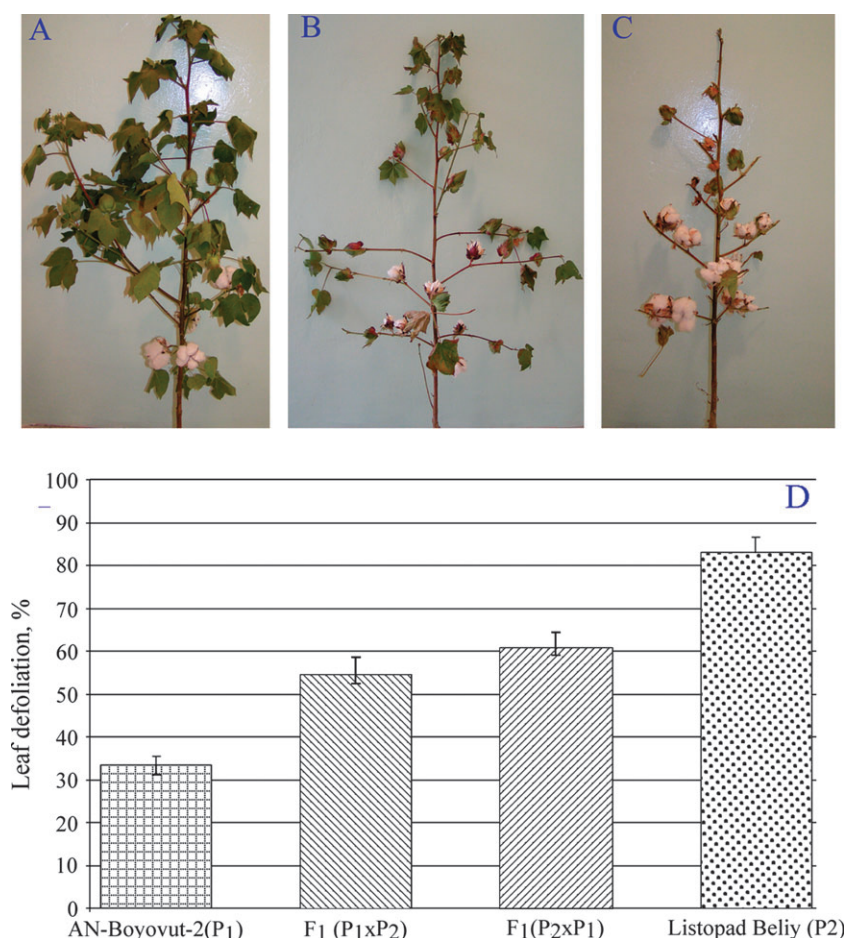 A
B
C
D
100
90
80
70
60
50
40
30
20
10
0
Leaf defoliation, %
AN-Boyovut-2(P1)
F1 (P1xP2)
F1(P2xP1)
Listopad Beliy (P2)